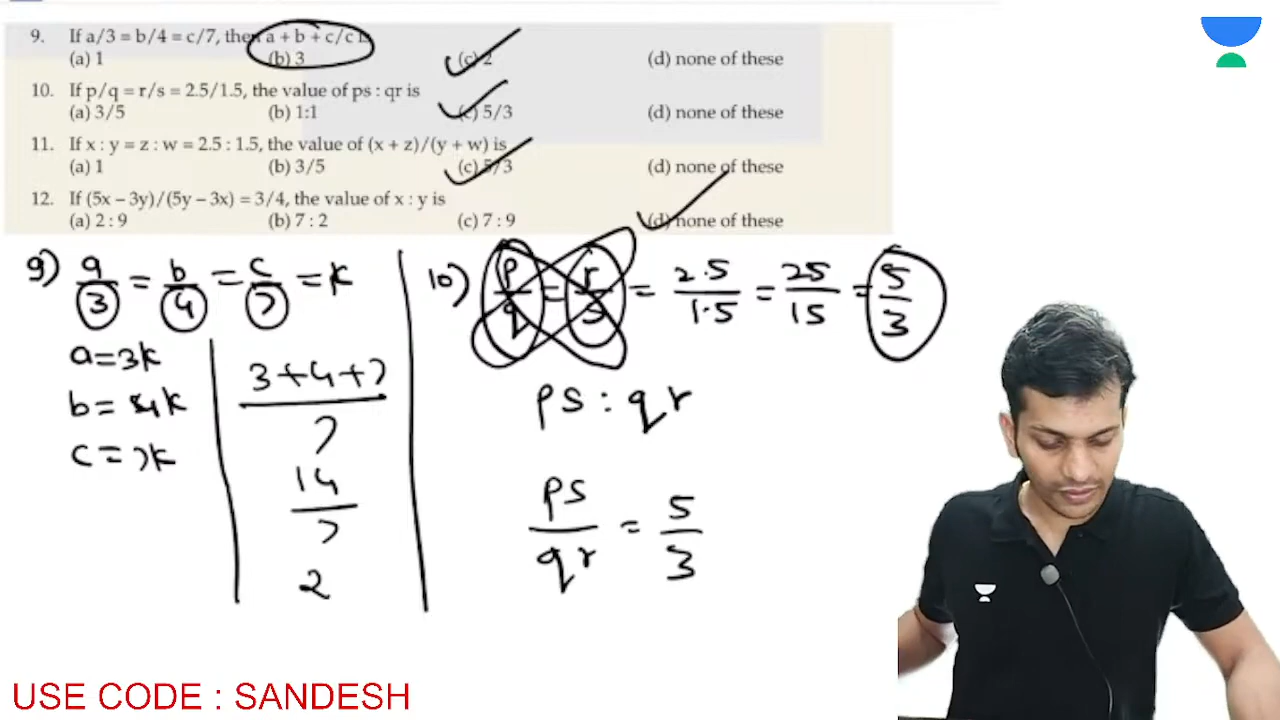 9. If a/3 = b/4 = c/7, then a + b + c/c is
(a) 1 (b) 3 (c) 2 (d) none of these
10. If p/q = r/s = 2.5/1.5, the value of ps : qr is
(a) 3/5 (b) 1:1 (c) 5/3 (d) none of these
11. If x : y = z : w = 2.5 : 1.5, the value of (x + z)/(y + w) is
(a) 1 (b) 3/5 (c) 5/3 (d) none of these
12. If (5x – 3y)/(5y – 3x) = 3/4, the value of x : y is
(a) 2 : 9 (b) 7 : 2 (c) 7 : 9 (d) none of these
9) a/3 = b/4 = c/7 = k
a = 3k
b = 4k
c = 7k
3+4+7
7
14
7
2
10) p/q = r/s = 2.5/1.5 = 25/15 = 5/3
ps : qr
ps/qr = 5/3
USE CODE : SANDESH